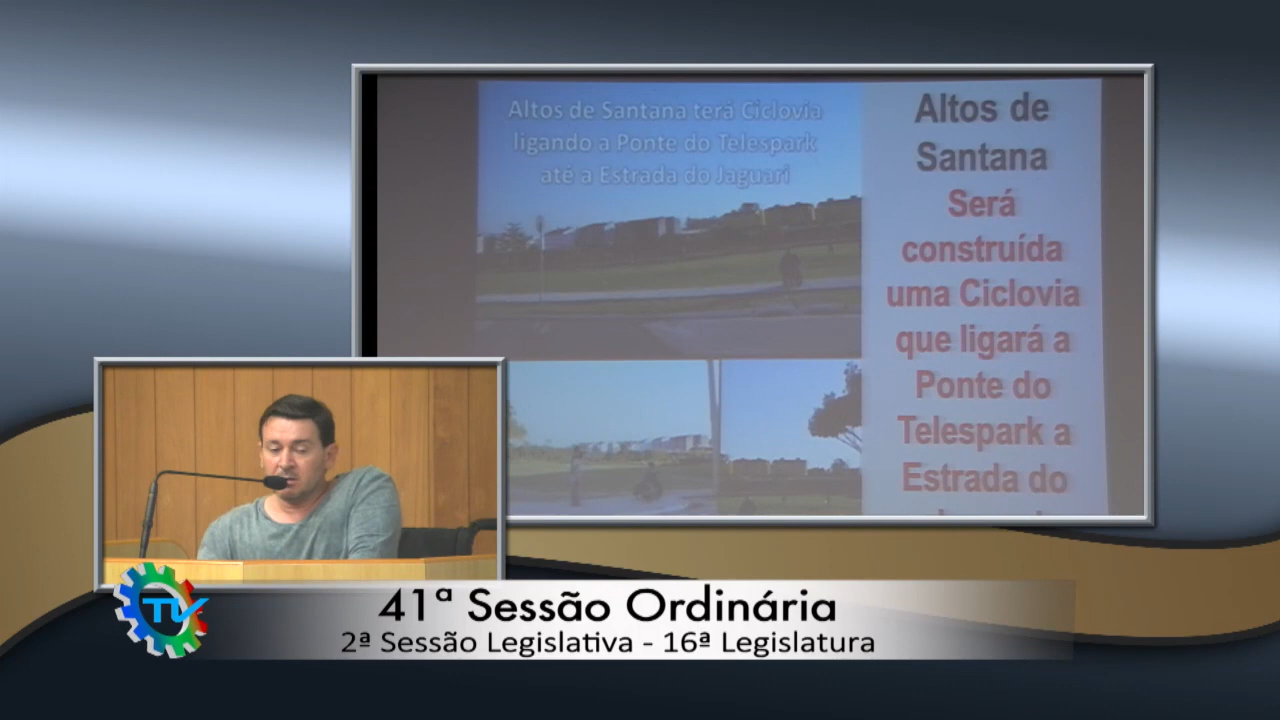 Altos de Santana terá Ciclovia
ligando a Ponte do Telespark
até a Estrada do Jaguari
Altos de
Santana
Será
construída
uma Ciclovia
que ligará a
Ponte do
Telespark a
Estrada do
TV
41ª Sessão Ordinária
2ª Sessão Legislativa - 16ª Legislatura